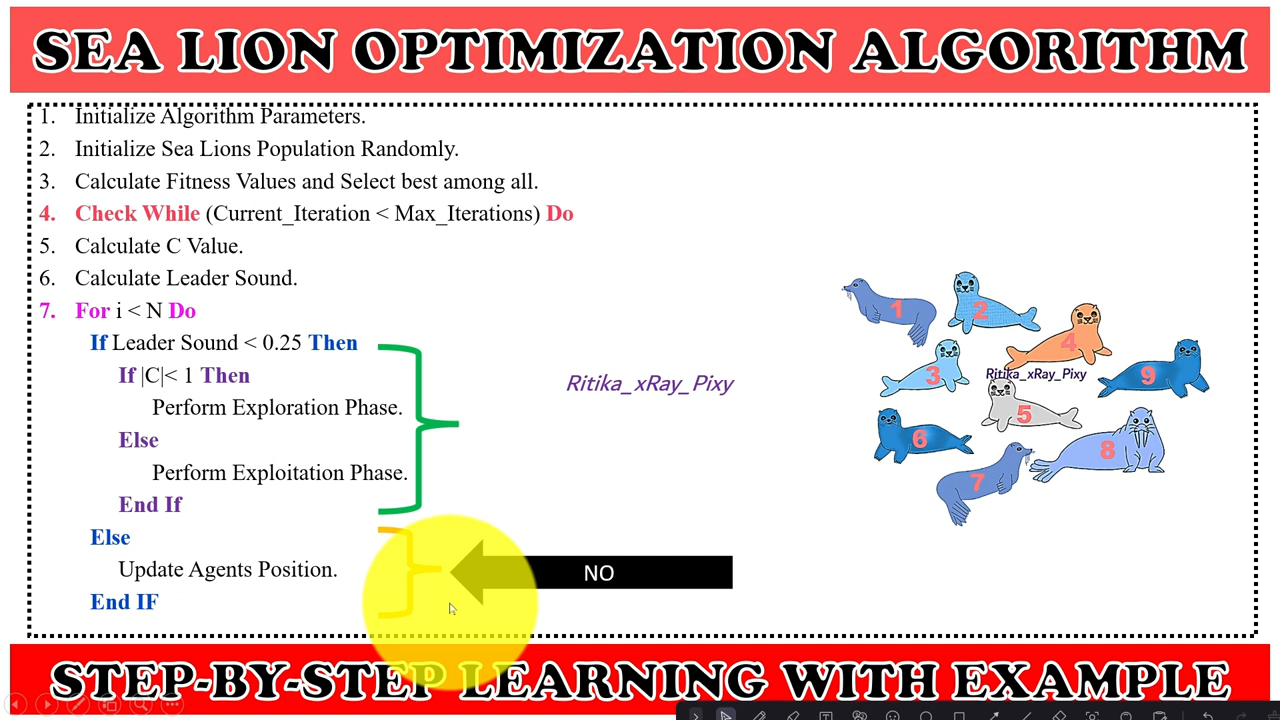 SEA LION OPTIMIZATION ALGORITHM
1. Initialize Algorithm Parameters.
2. Initialize Sea Lions Population Randomly.
3. Calculate Fitness Values and Select best among all.
4. Check While (Current_Iteration < Max_Iterations) Do
5. Calculate C Value.
6. Calculate Leader Sound.
7. For i < N Do
If Leader Sound < 0.25 Then
If |C|< 1 Then
Perform Exploration Phase.
Else
Perform Exploitation Phase.
End If
Else
Update Agents Position.
End IF
Ritika_xRay_Pixy
NO
1
2
4
3
Ritika_xRay_Pixy
9
5
6
8
7
STEP-BY-STEP LEARNING WITH EXAMPLE